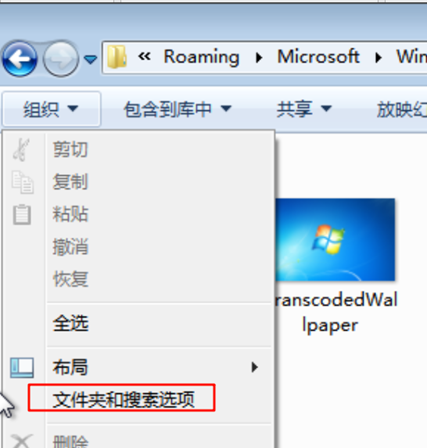 « Roaming ▸ Microsoft ▸ Win
组织 包含到库中 共享 放映幻
剪切
复制
粘贴
撤消
恢复
全选
布局
文件夹和搜索选项
删除
ranscodedWal
lpaper